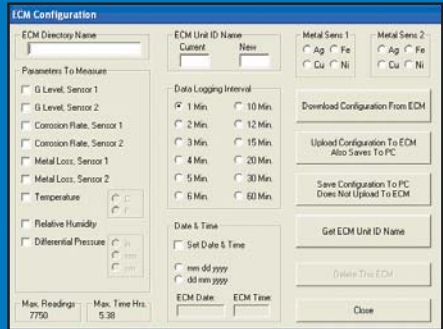 ECM Configuration
ECM Directory Name
Parameters To Measure
G Level, Sensor 1
G Level, Sensor 2
Corrosion Rate, Sensor 1
Corrosion Rate, Sensor 2
Metal Loss, Sensor 1
Metal Loss, Sensor 2
Temperature
C
F
Relative Humidity
Differential Pressure
Max. Readings
7750
Max. Time Hrs.
5.38
ECM Unit ID Name
Current New
Data Logging Interval
1 Min. 10 Min.
2 Min. 12 Min.
3 Min. 15 Min.
4 Min. 20 Min.
5 Min. 30 Min.
6 Min. 60 Min.
Date & Time
Set Date & Time
mm dd yyyy
dd mm yyyy
ECM Date: ECM Time:
Metal Sens 1
Ag Fe
Cu Ni
Metal Sens 2
Ag Fe
Cu Ni
Download Configuration From ECM
Upload Configuration To ECM
Also Saves To PC
Save Configuration To PC
Does Not Upload To ECM
Get ECM Unit ID Name
Delete This ECM
Close